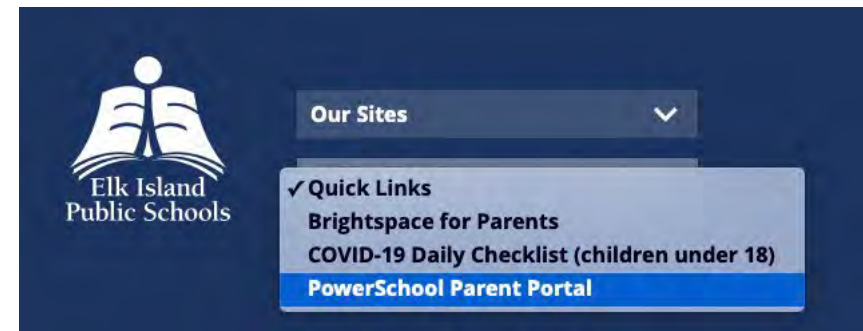 Elk Island
Public Schools
Our Sites
✓ Quick Links
Brightspace for Parents
COVID-19 Daily Checklist (children under 18)
PowerSchool Parent Portal